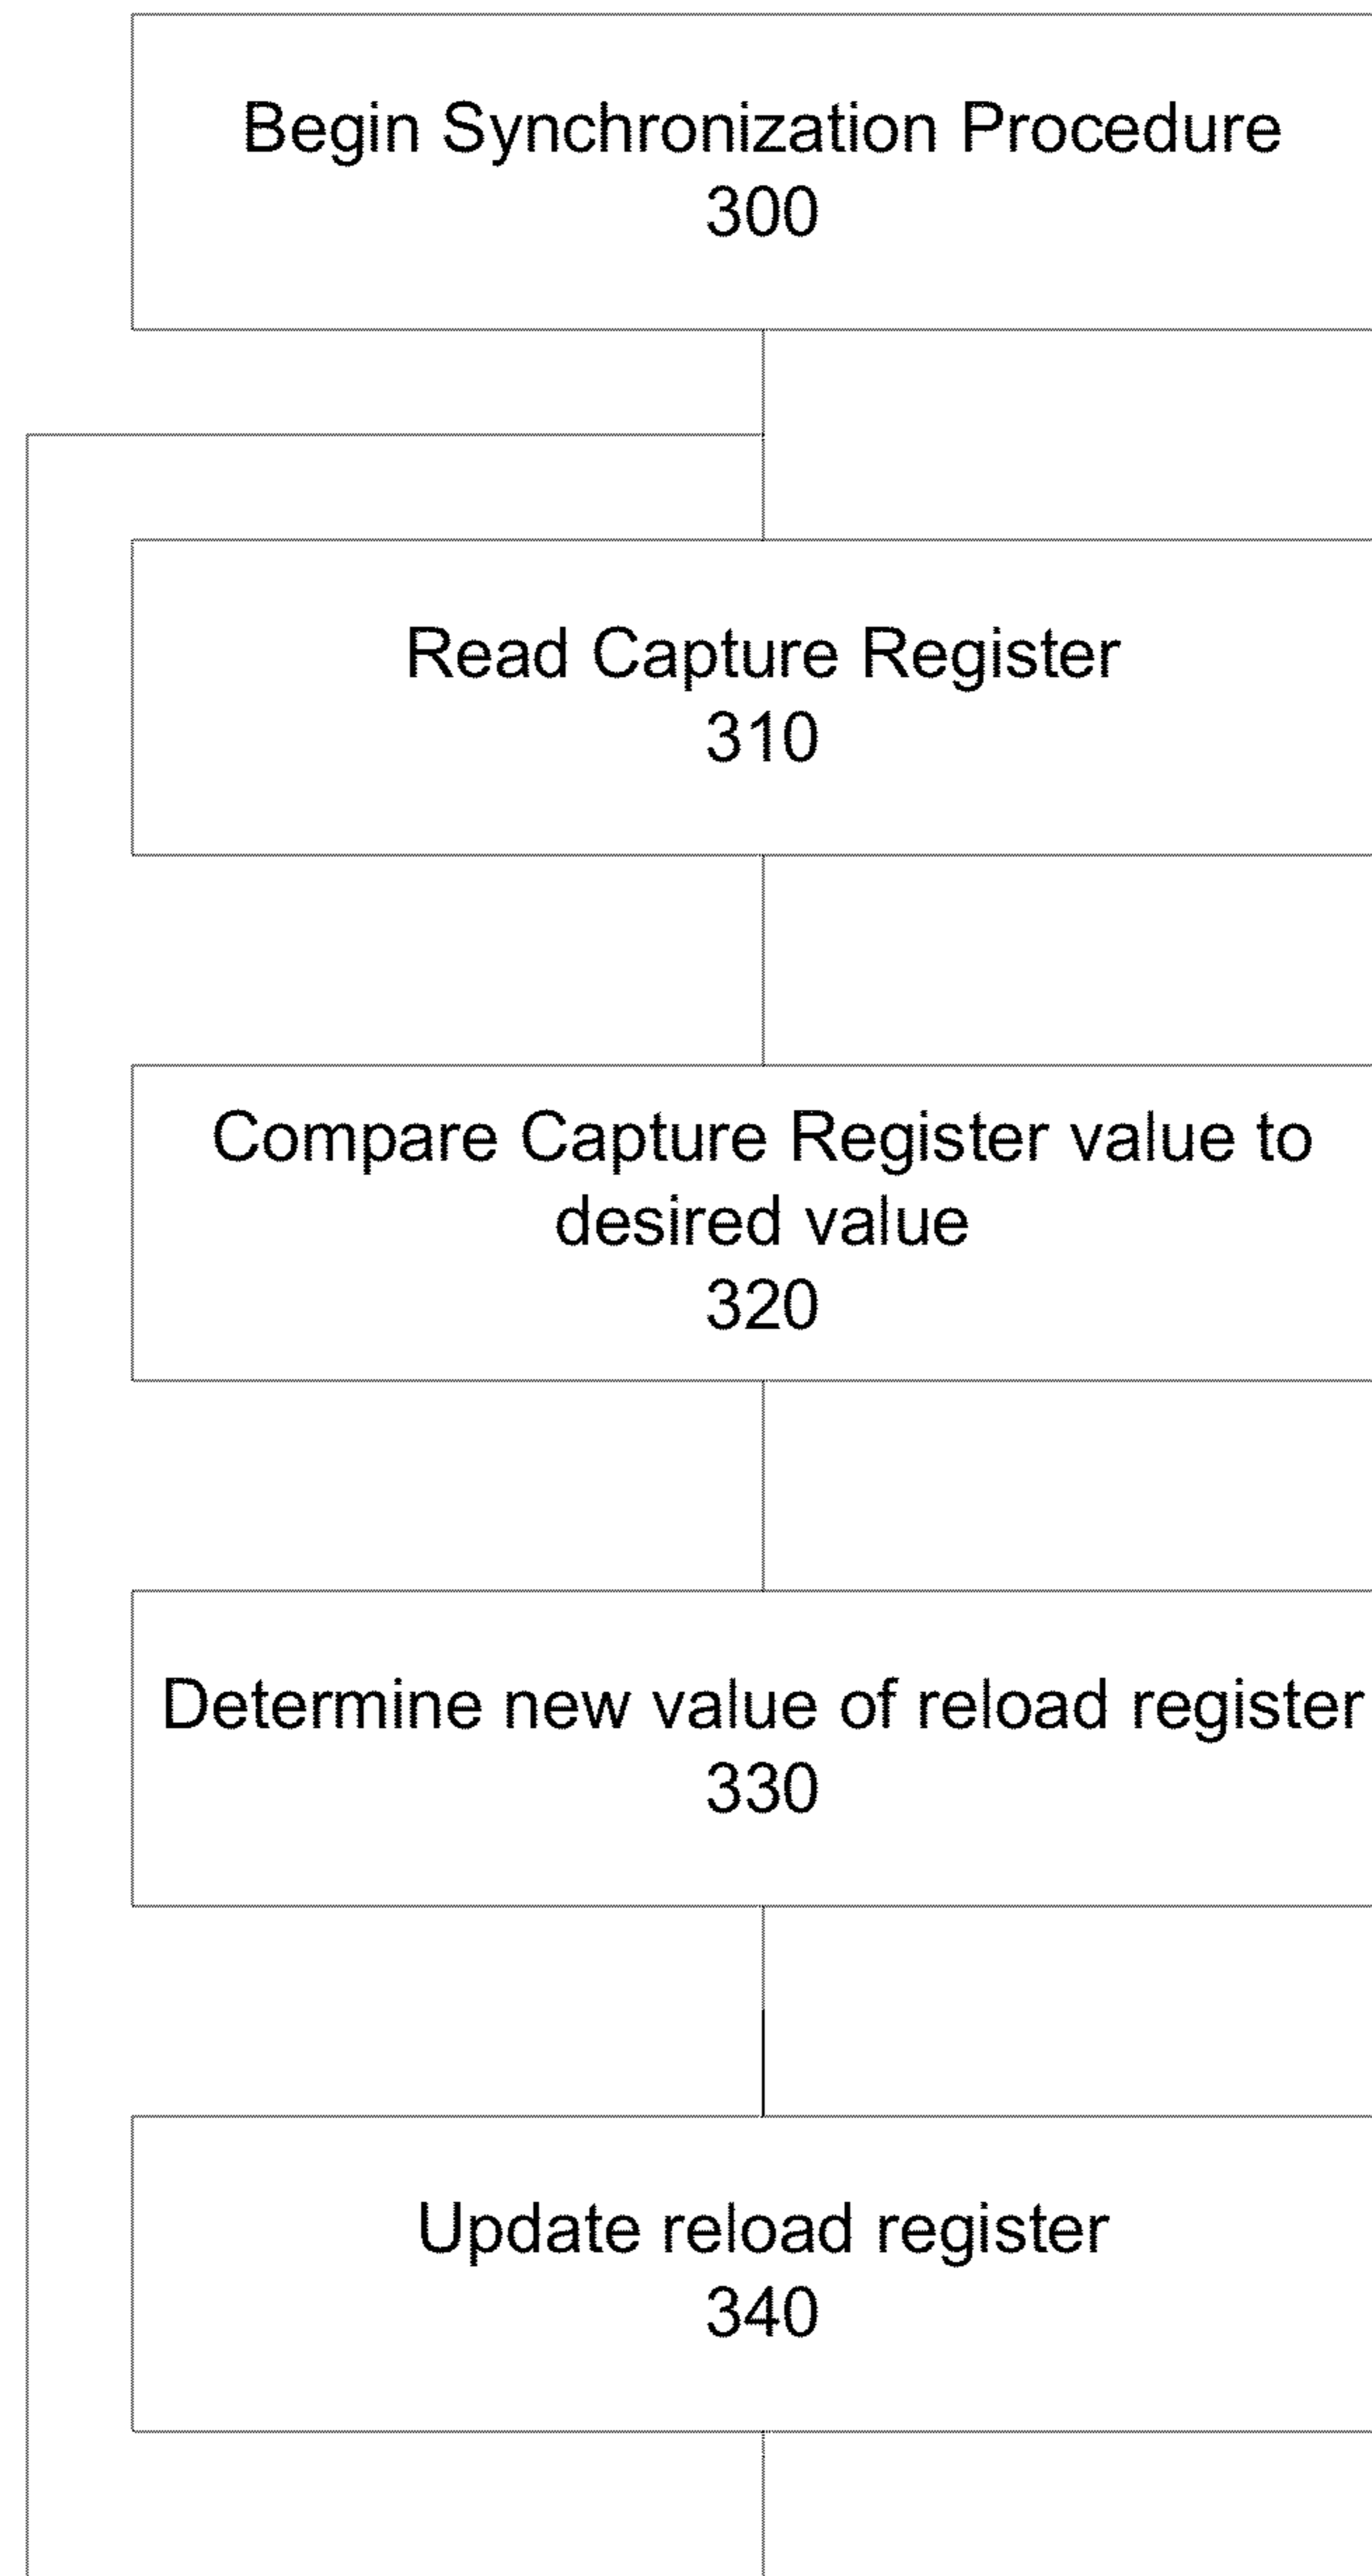 Begin Synchronization Procedure
300
Read Capture Register
310
Compare Capture Register value to
desired value
320
Determine new value of reload register
330
Update reload register
340